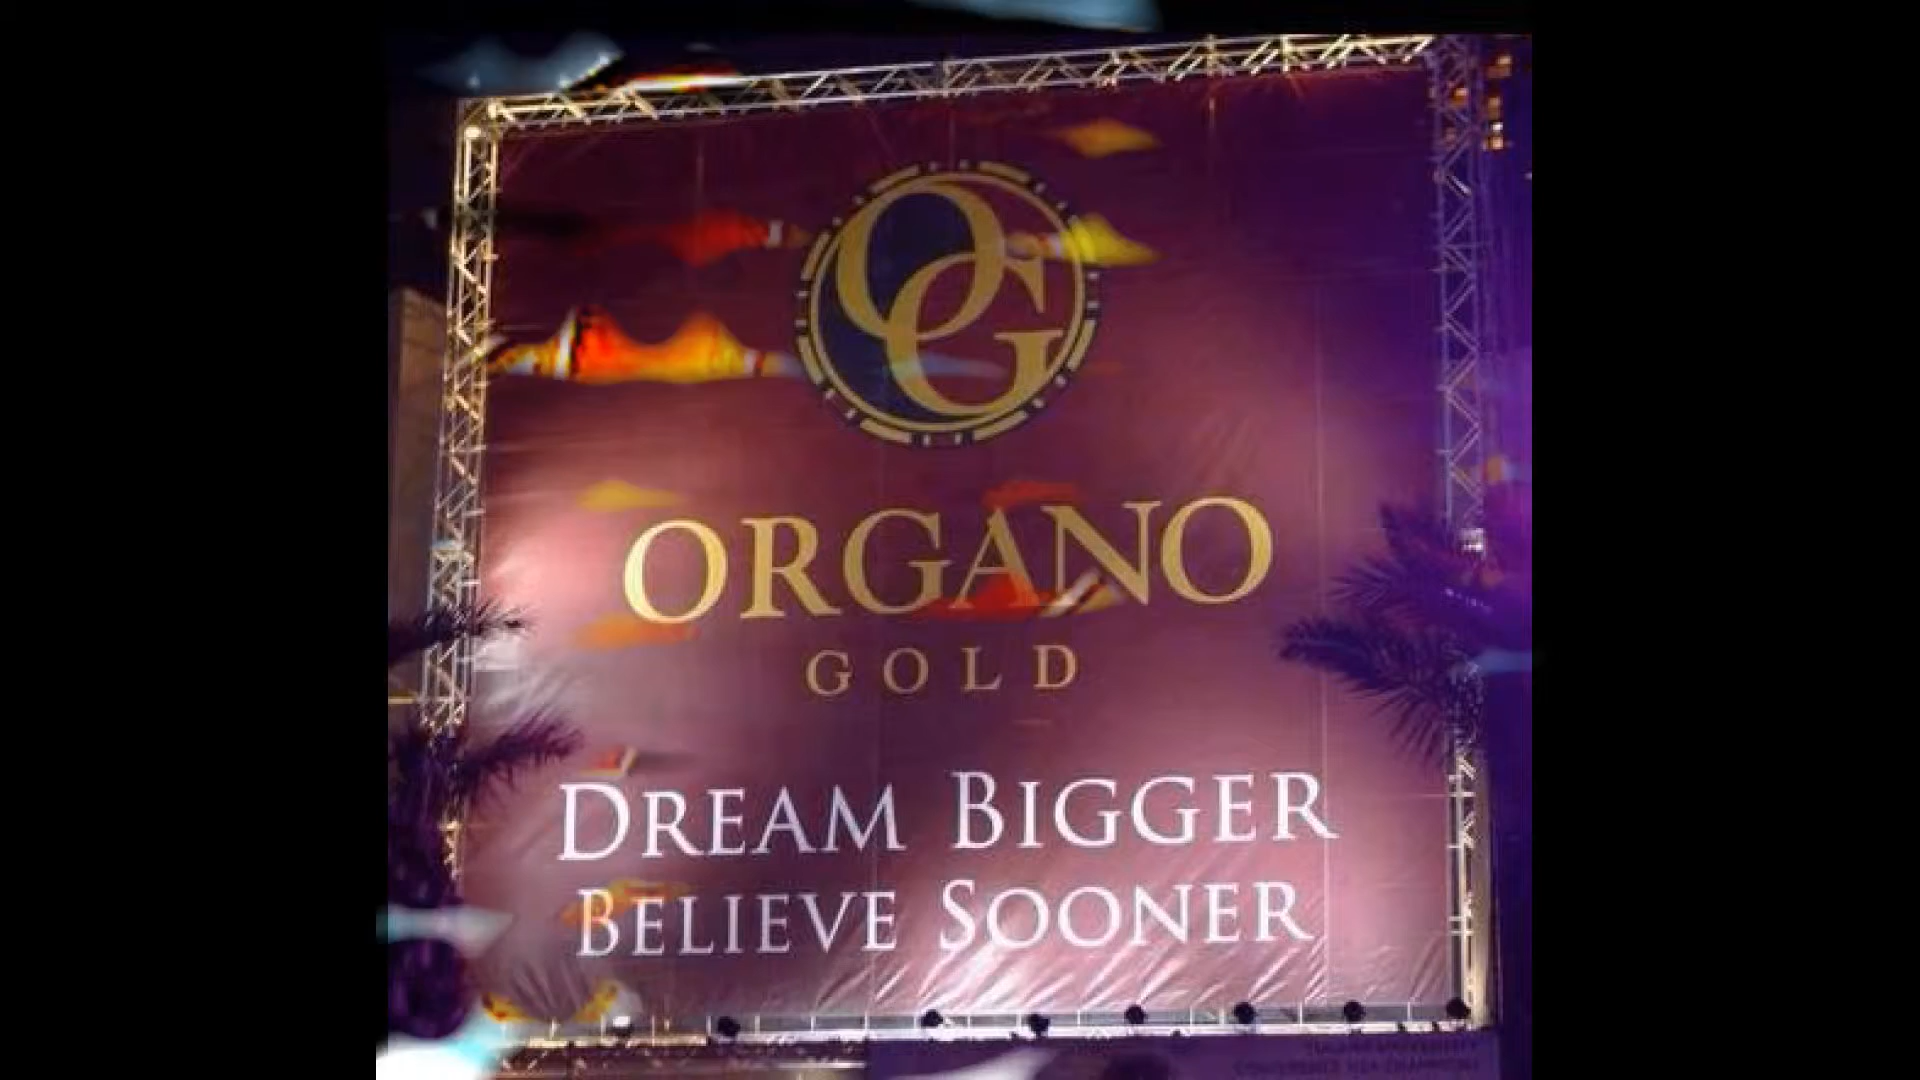 OG
ORGANO
GOLD
DREAM BIGGER
BELIEVE SOONER